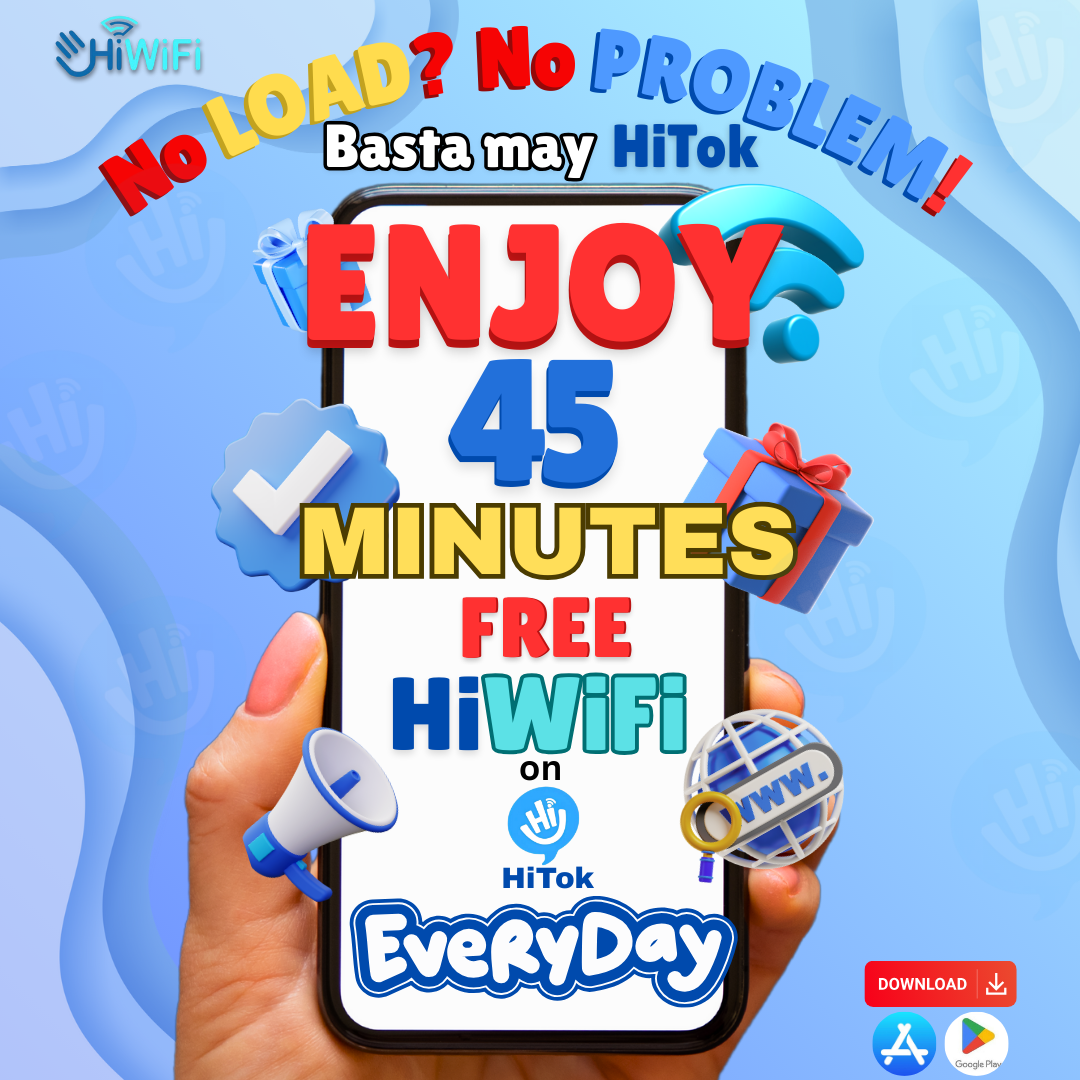 HiWiFi
No LOAD? No PROBLEM!
Basta may HiTok
ENJOY
45
MINUTES
FREE
HiWiFi
on
Hi
HiTok
EveRyDay
www.
DOWNLOAD
Google Play